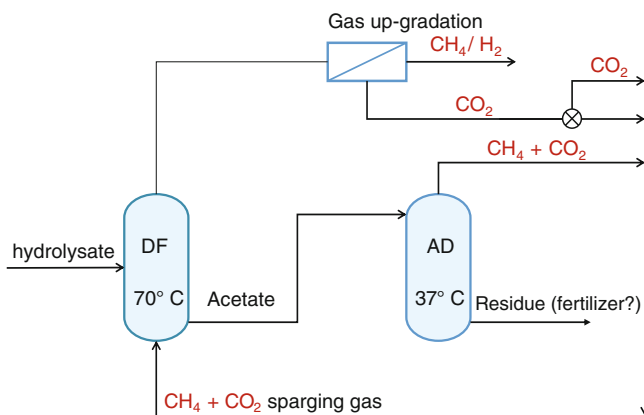 Gas up-gradation
CH₄/ H₂
CO₂
CO₂
CH₄ + CO₂
hydrolysate
DF
70° C
Acetate
AD
37° C
Residue (fertilizer?)
CH₄ + CO₂ sparging gas